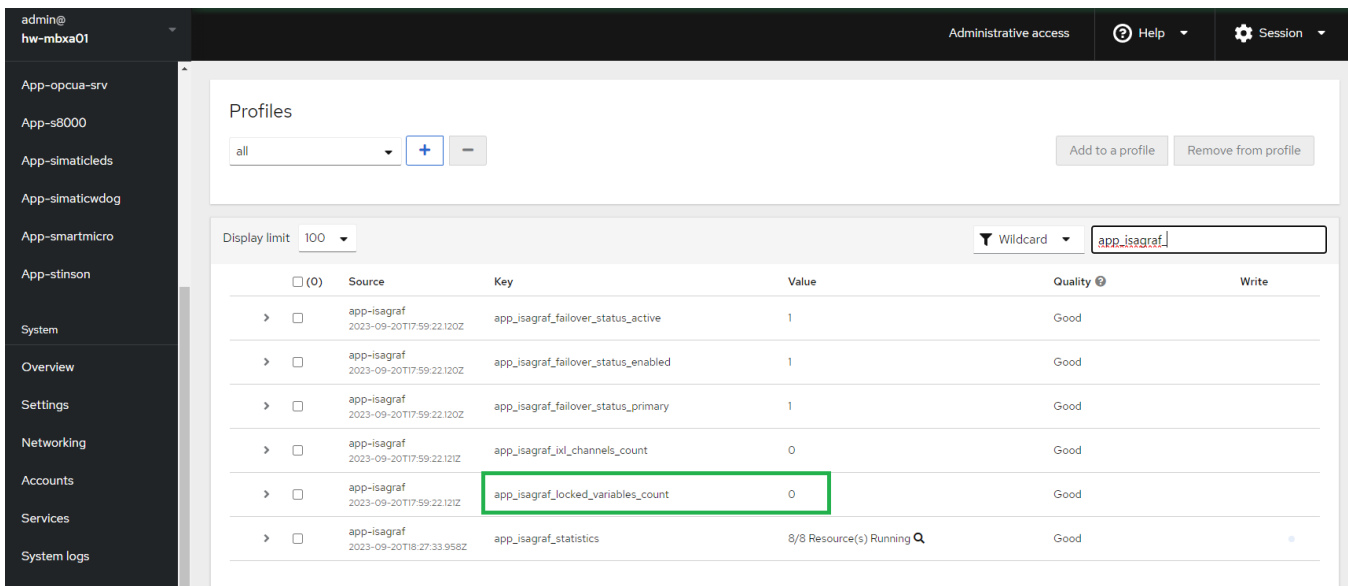 admin@
hw-mbxa01
Administrative access
Help
Session
App-opcua-srv
App-s8000
App-simaticleds
App-simaticwdog
App-smartmicro
App-stinson
System
Overview
Settings
Networking
Accounts
Services
System logs
Profiles
all
Add to a profile
Remove from profile
Display limit 100
Wildcard
app_isagraf_
(0) Source Key Value Quality Write
app-isagraf
2023-09-20T17:59:22.120Z
app_isagraf_failover_status_active 1 Good
app-isagraf
2023-09-20T17:59:22.120Z
app_isagraf_failover_status_enabled 1 Good
app-isagraf
2023-09-20T17:59:22.120Z
app_isagraf_failover_status_primary 1 Good
app-isagraf
2023-09-20T17:59:22.121Z
app_isagraf_ixl_channels_count 0 Good
app-isagraf
2023-09-20T17:59:22.121Z
app_isagraf_locked_variables_count 0 Good
app-isagraf
2023-09-20T18:27:33.958Z
app_isagraf_statistics 8/8 Resource(s) Running Good